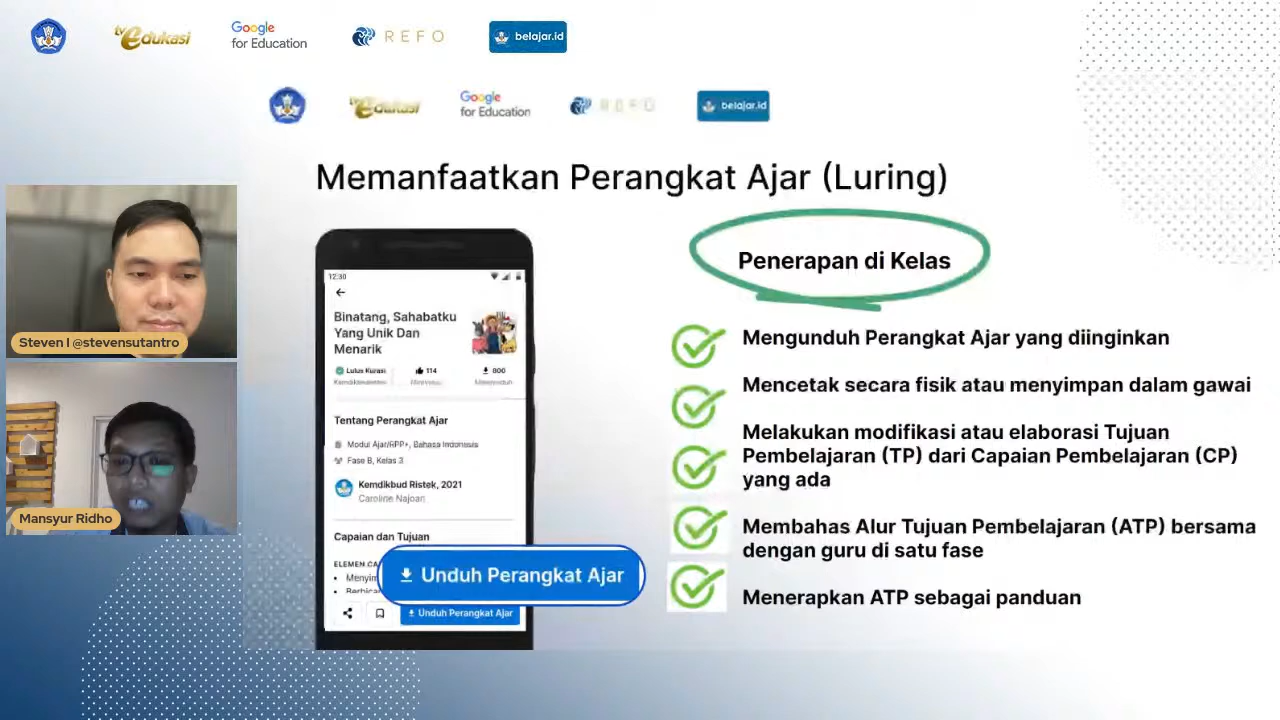 tv Edukasi
Google
for Education
REFO
belajar.id
tv Edukasi
Google
for Education
REFO
belajar.id
Memanfaatkan Perangkat Ajar (Luring)
Steven I @stevensutantro
Mansyur Ridho
12:30
Binatang, Sahabatku
Yang Unik Dan
Menarik
Lulus Kurasi
114
800
Tentang Perangkat Ajar
Modul Ajar/RPP+, Bahasa Indonesia
Fase B, Kelas 3
Kemdikbud Ristek, 2021
Caroline Najoan
Capaian dan Tujuan
Unduh Perangkat Ajar
Unduh Perangkat Ajar
Penerapan di Kelas
Mengunduh Perangkat Ajar yang diinginkan
Mencetak secara fisik atau menyimpan dalam gawai
Melakukan modifikasi atau elaborasi Tujuan
Pembelajaran (TP) dari Capaian Pembelajaran (CP)
yang ada
Membahas Alur Tujuan Pembelajaran (ATP) bersama
dengan guru di satu fase
Menerapkan ATP sebagai panduan